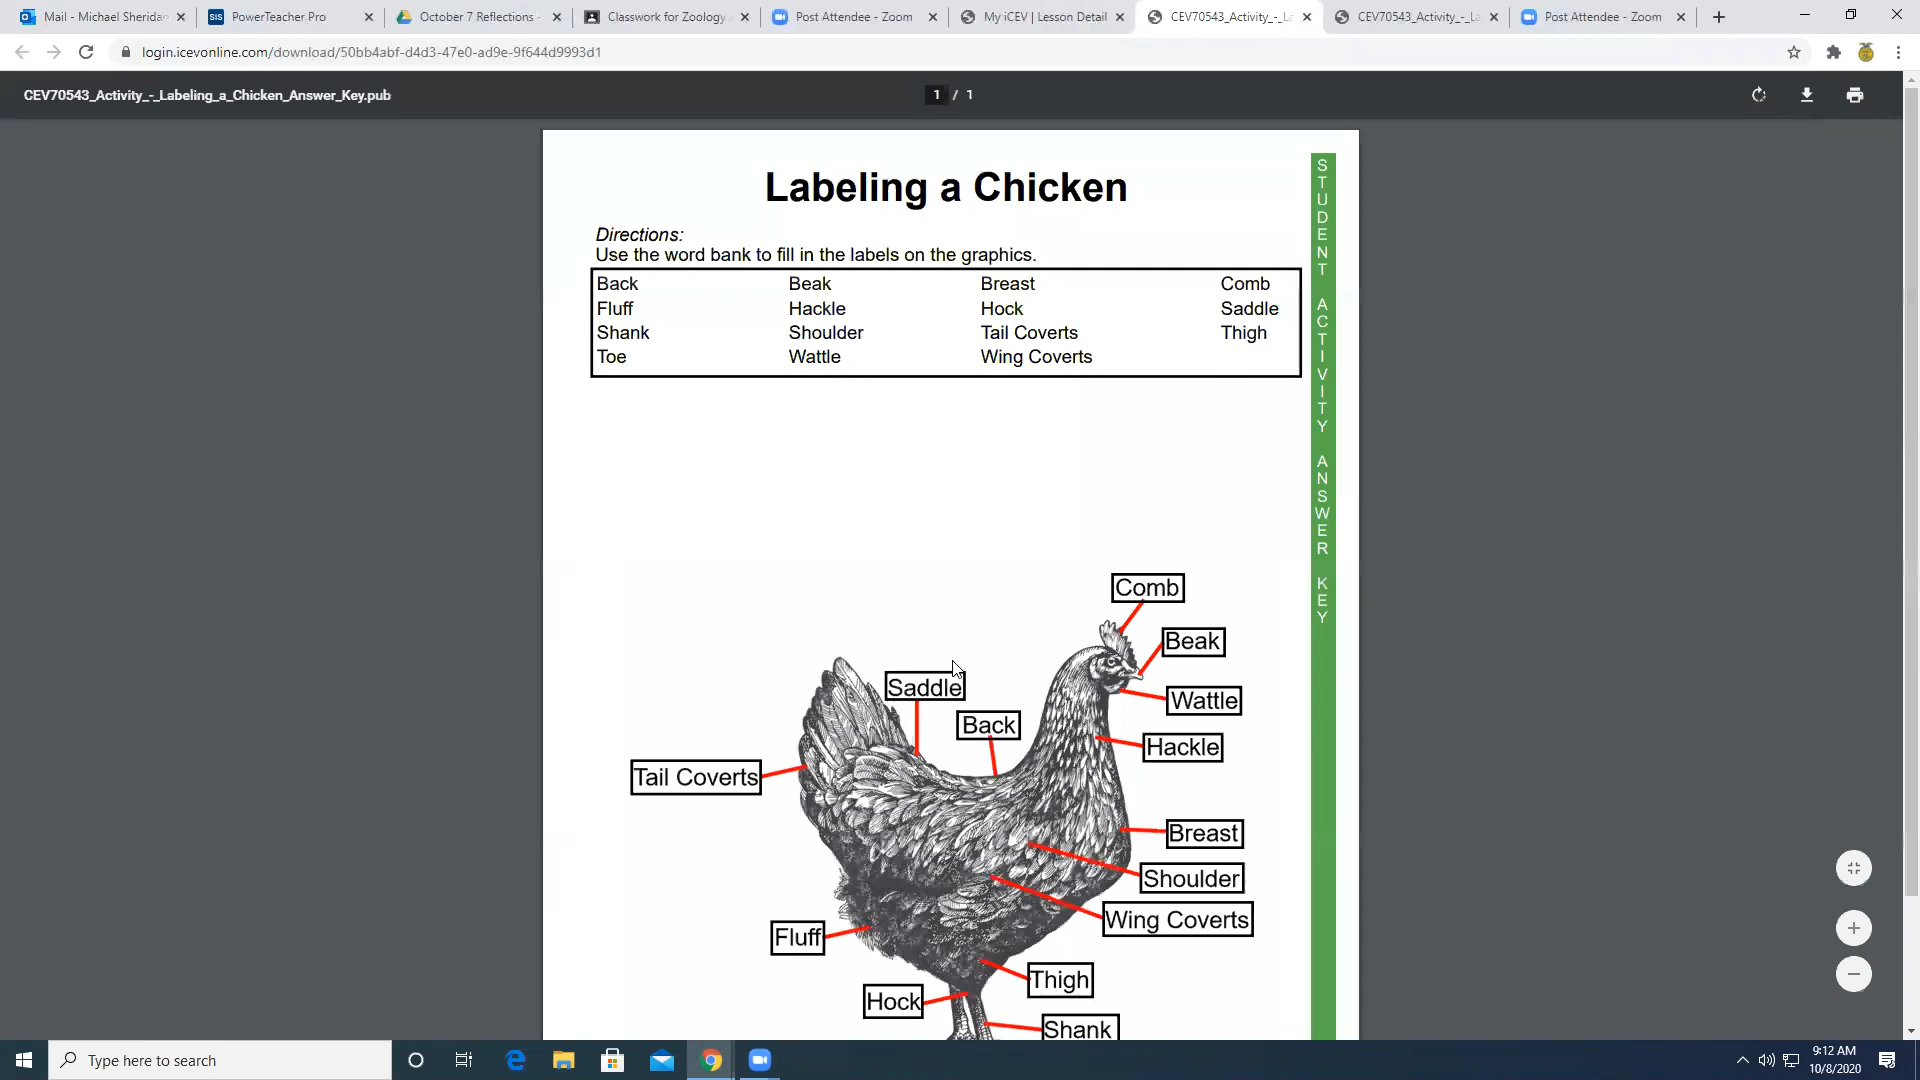 Mail - Michael Sheridan
PowerTeacher Pro
October 7 Reflections -
Classwork for Zoology
Post Attendee - Zoom
My iCEV | Lesson Detail
CEV70543_Activity_-_La
CEV70543_Activity_-_La
Post Attendee - Zoom
login.icevonline.com/download/50bb4abf-d4d3-47e0-ad9e-9f644d9993d1
CEV70543_Activity_-_Labeling_a_Chicken_Answer_Key.pub
1 / 1
Labeling a Chicken
Directions:
Use the word bank to fill in the labels on the graphics.
Back Beak Breast Comb
Fluff Hackle Hock Saddle
Shank Shoulder Tail Coverts Thigh
Toe Wattle Wing Coverts
STUDENT ACTIVITY ANSWER KEY
Comb
Beak
Saddle
Wattle
Back
Hackle
Tail Coverts
Breast
Shoulder
Wing Coverts
Fluff
Thigh
Hock
Shank
Type here to search
9:12 AM
10/8/2020